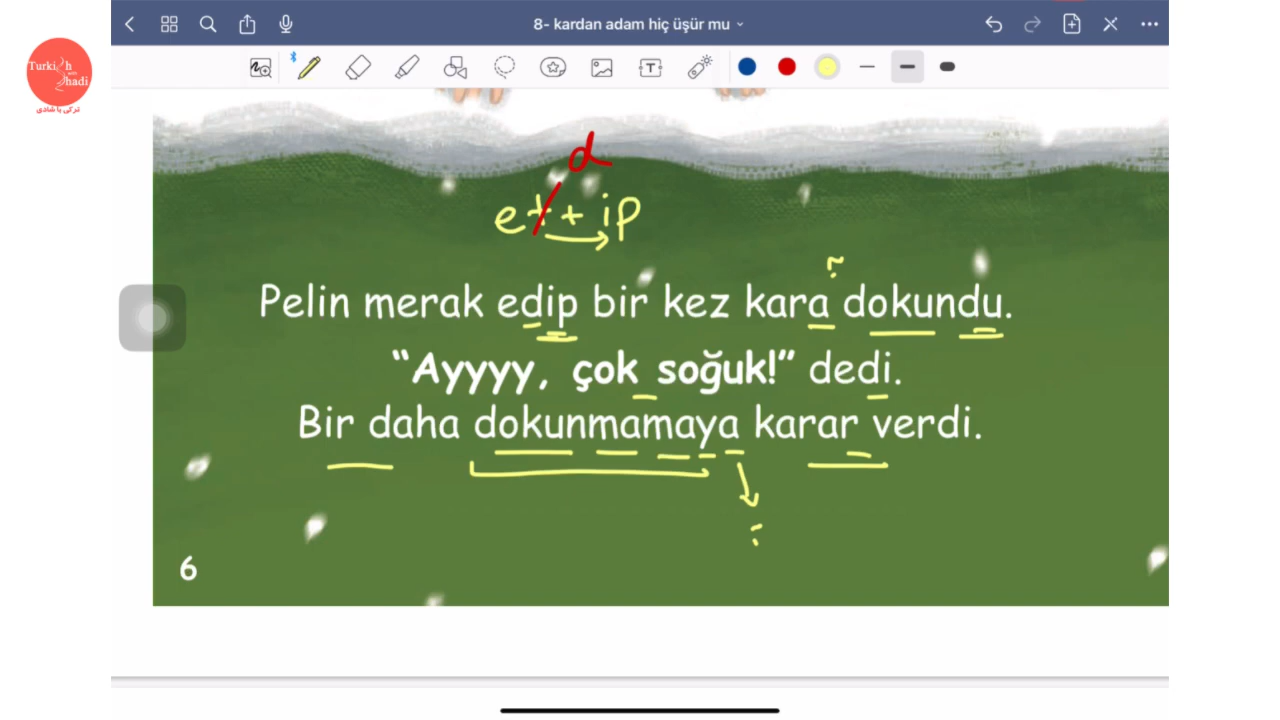 8- kardan adam hiç üşür mu
Turkish with Shadi
ترکی با شادی
T
d
et + ip
Pelin merak edip bir kez kara dokundu.
“Ayyyy, çok soğuk!” dedi.
Bir daha dokunmamaya karar verdi.
6